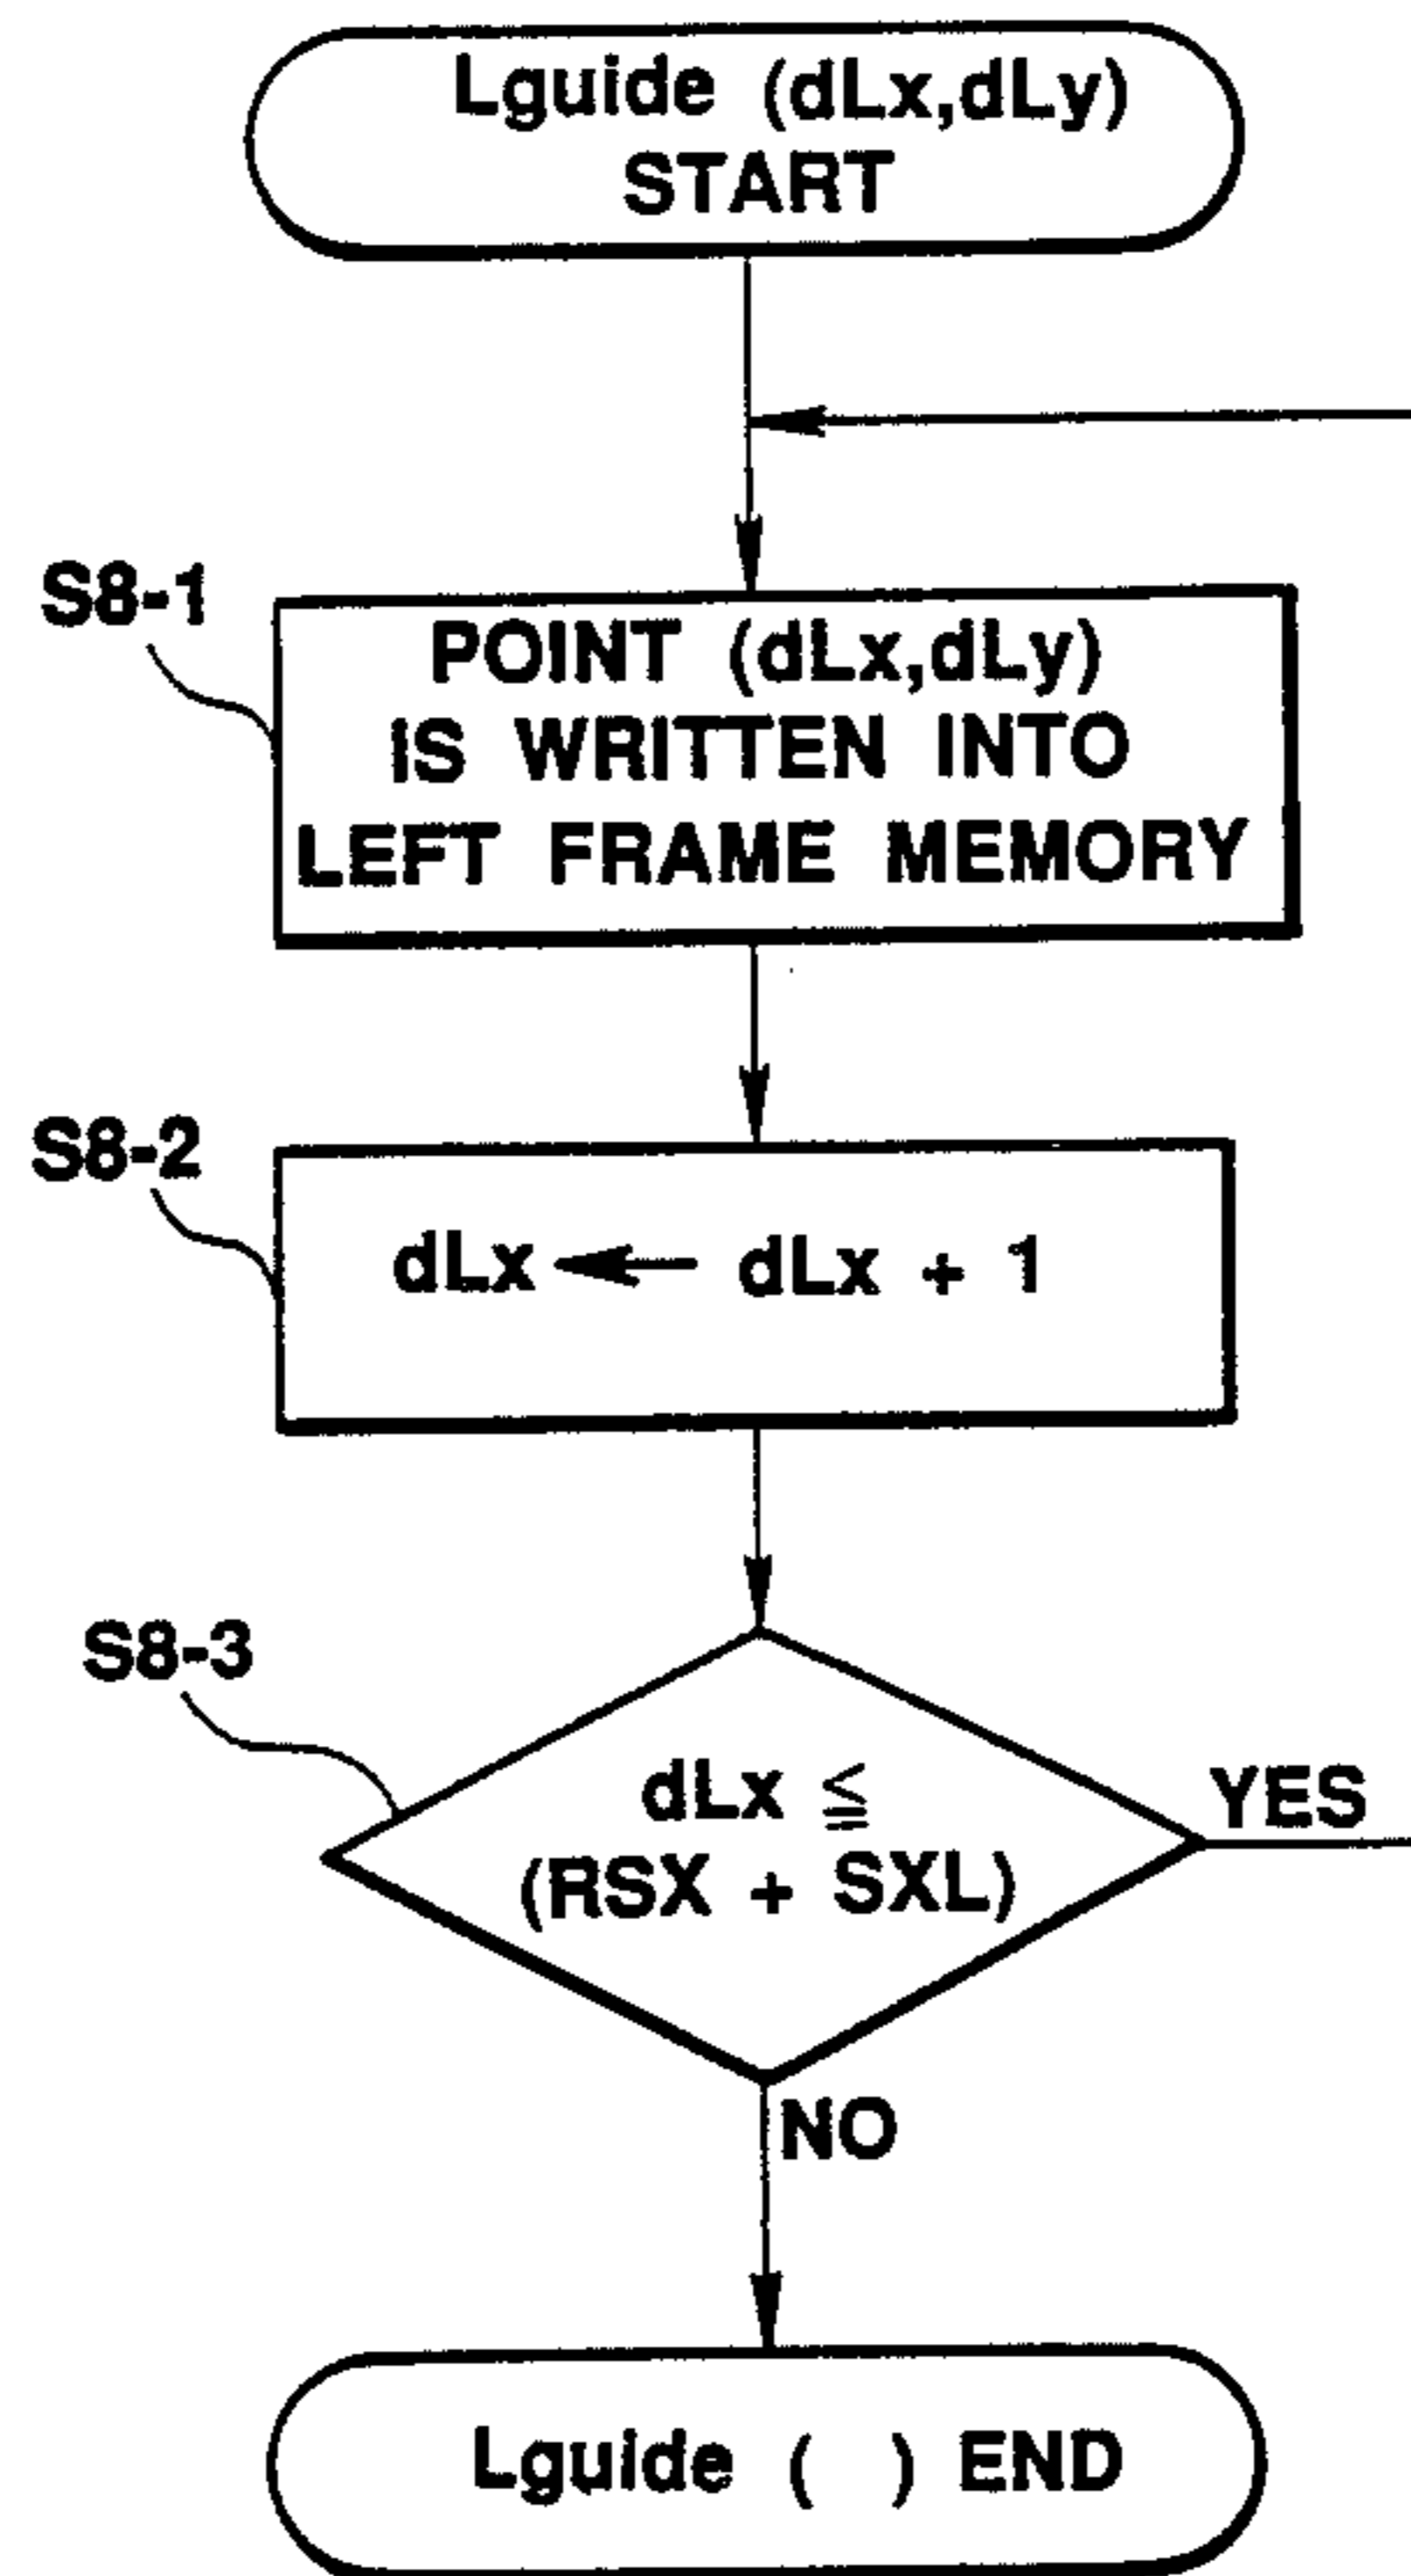 Lguide (dLx,dLy)
START
S8-1
POINT (dLx,dLy)
IS WRITTEN INTO
LEFT FRAME MEMORY
S8-2
dLx ← dLx + 1
S8-3
dLx ≦
(RSX + SXL)
YES
NO
Lguide ( ) END